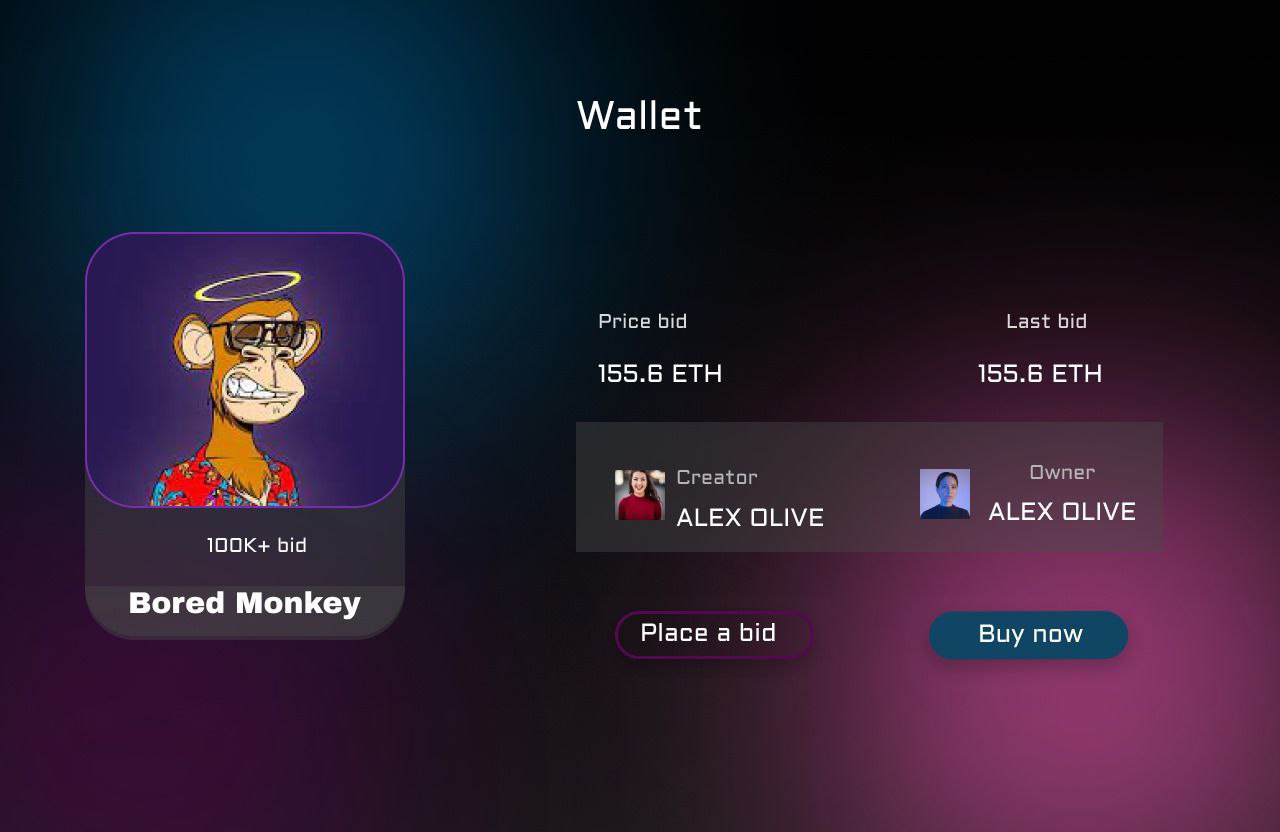 Wallet
Price bid
Last bid
155.6 ETH
155.6 ETH
Creator
ALEX OLIVE
Owner
ALEX OLIVE
100K+ bid
Bored Monkey
Place a bid
Buy now